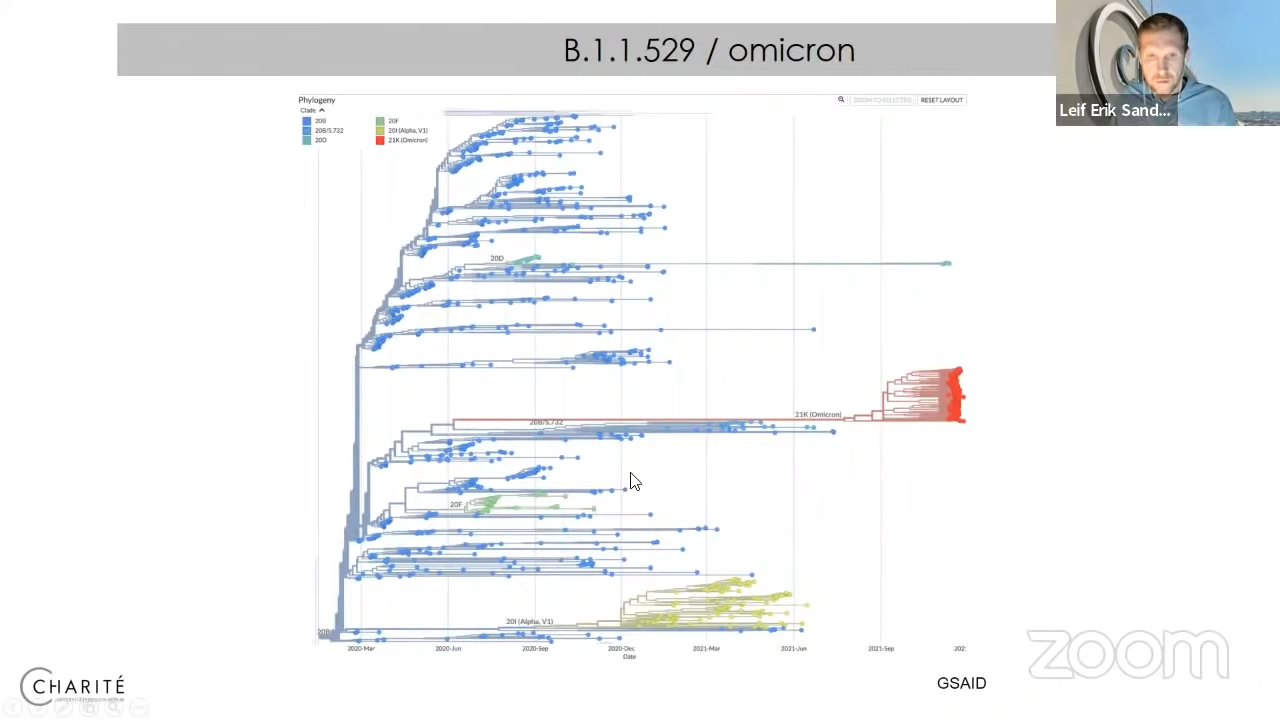 B.1.1.529 / omicron
Leif Erik Sand...
Phylogeny
ZOOM TO SELECTED
RESET LAYOUT
Clade
20B
20F
20B/S.732
20I (Alpha, V1)
20D
21K (Omicron)
20D
21K (Omicron)
20B/S.732
20F
20I (Alpha, V1)
20B
2020-Mar
2020-Jun
2020-Sep
2020-Dec
2021-Mar
2021-Jun
2021-Sep
202:
Date
zoom
CHARITÉ
GSAID